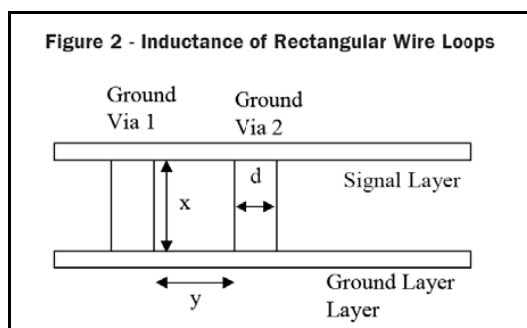 Figure 2 - Inductance of Rectangular Wire Loops
Ground
Via 1
Ground
Via 2
d
Signal Layer
x
Ground Layer
Layer
y